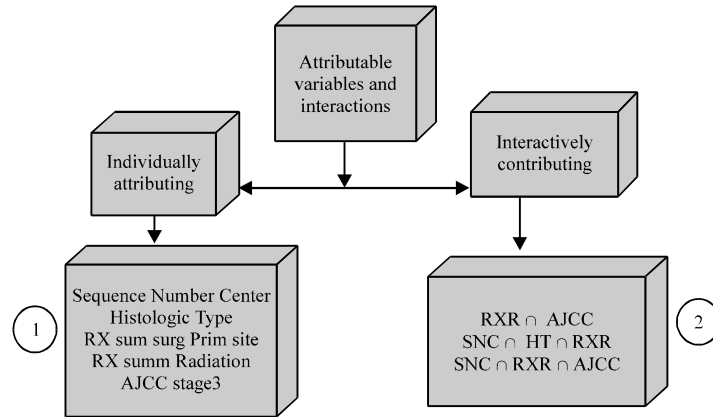 Attributable
variables and
interactions
Individually
attributing
Interactively
contributing
1
Sequence Number Center
Histologic Type
RX sum surg Prim site
RX summ Radiation
AJCC stage3
RXR ∩ AJCC
SNC ∩ HT ∩ RXR
SNC ∩ RXR ∩ AJCC
2